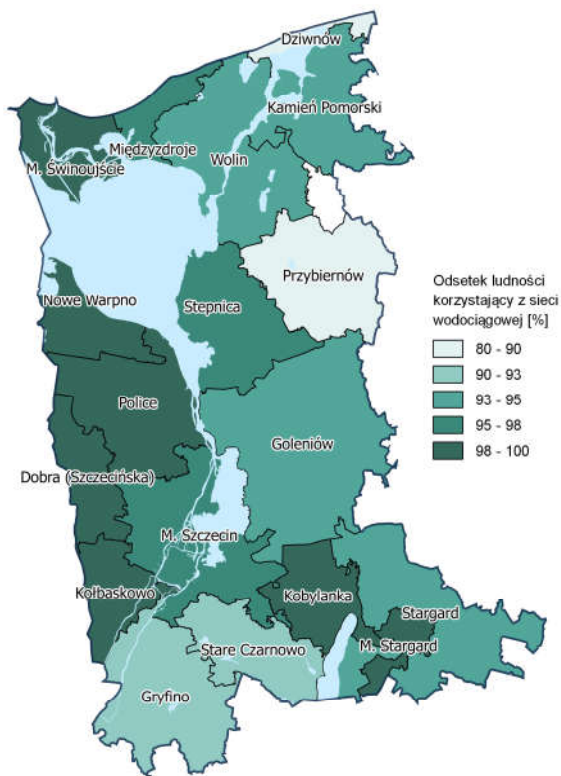 Dziwnów
Kamień Pomorski
Międzyzdroje
Wolin
M. Świnoujście
Przybiernów
Nowe Warpno
Stepnica
Odsetek ludności
korzystający z sieci
wodociągowej [%]
80 - 90
90 - 93
93 - 95
95 - 98
98 - 100
Police
Goleniów
Dobra (Szczecińska)
M. Szczecin
Kołbaskowo
Kobylanka
Stargard
M. Stargard
Stare Czarnowo
Gryfino